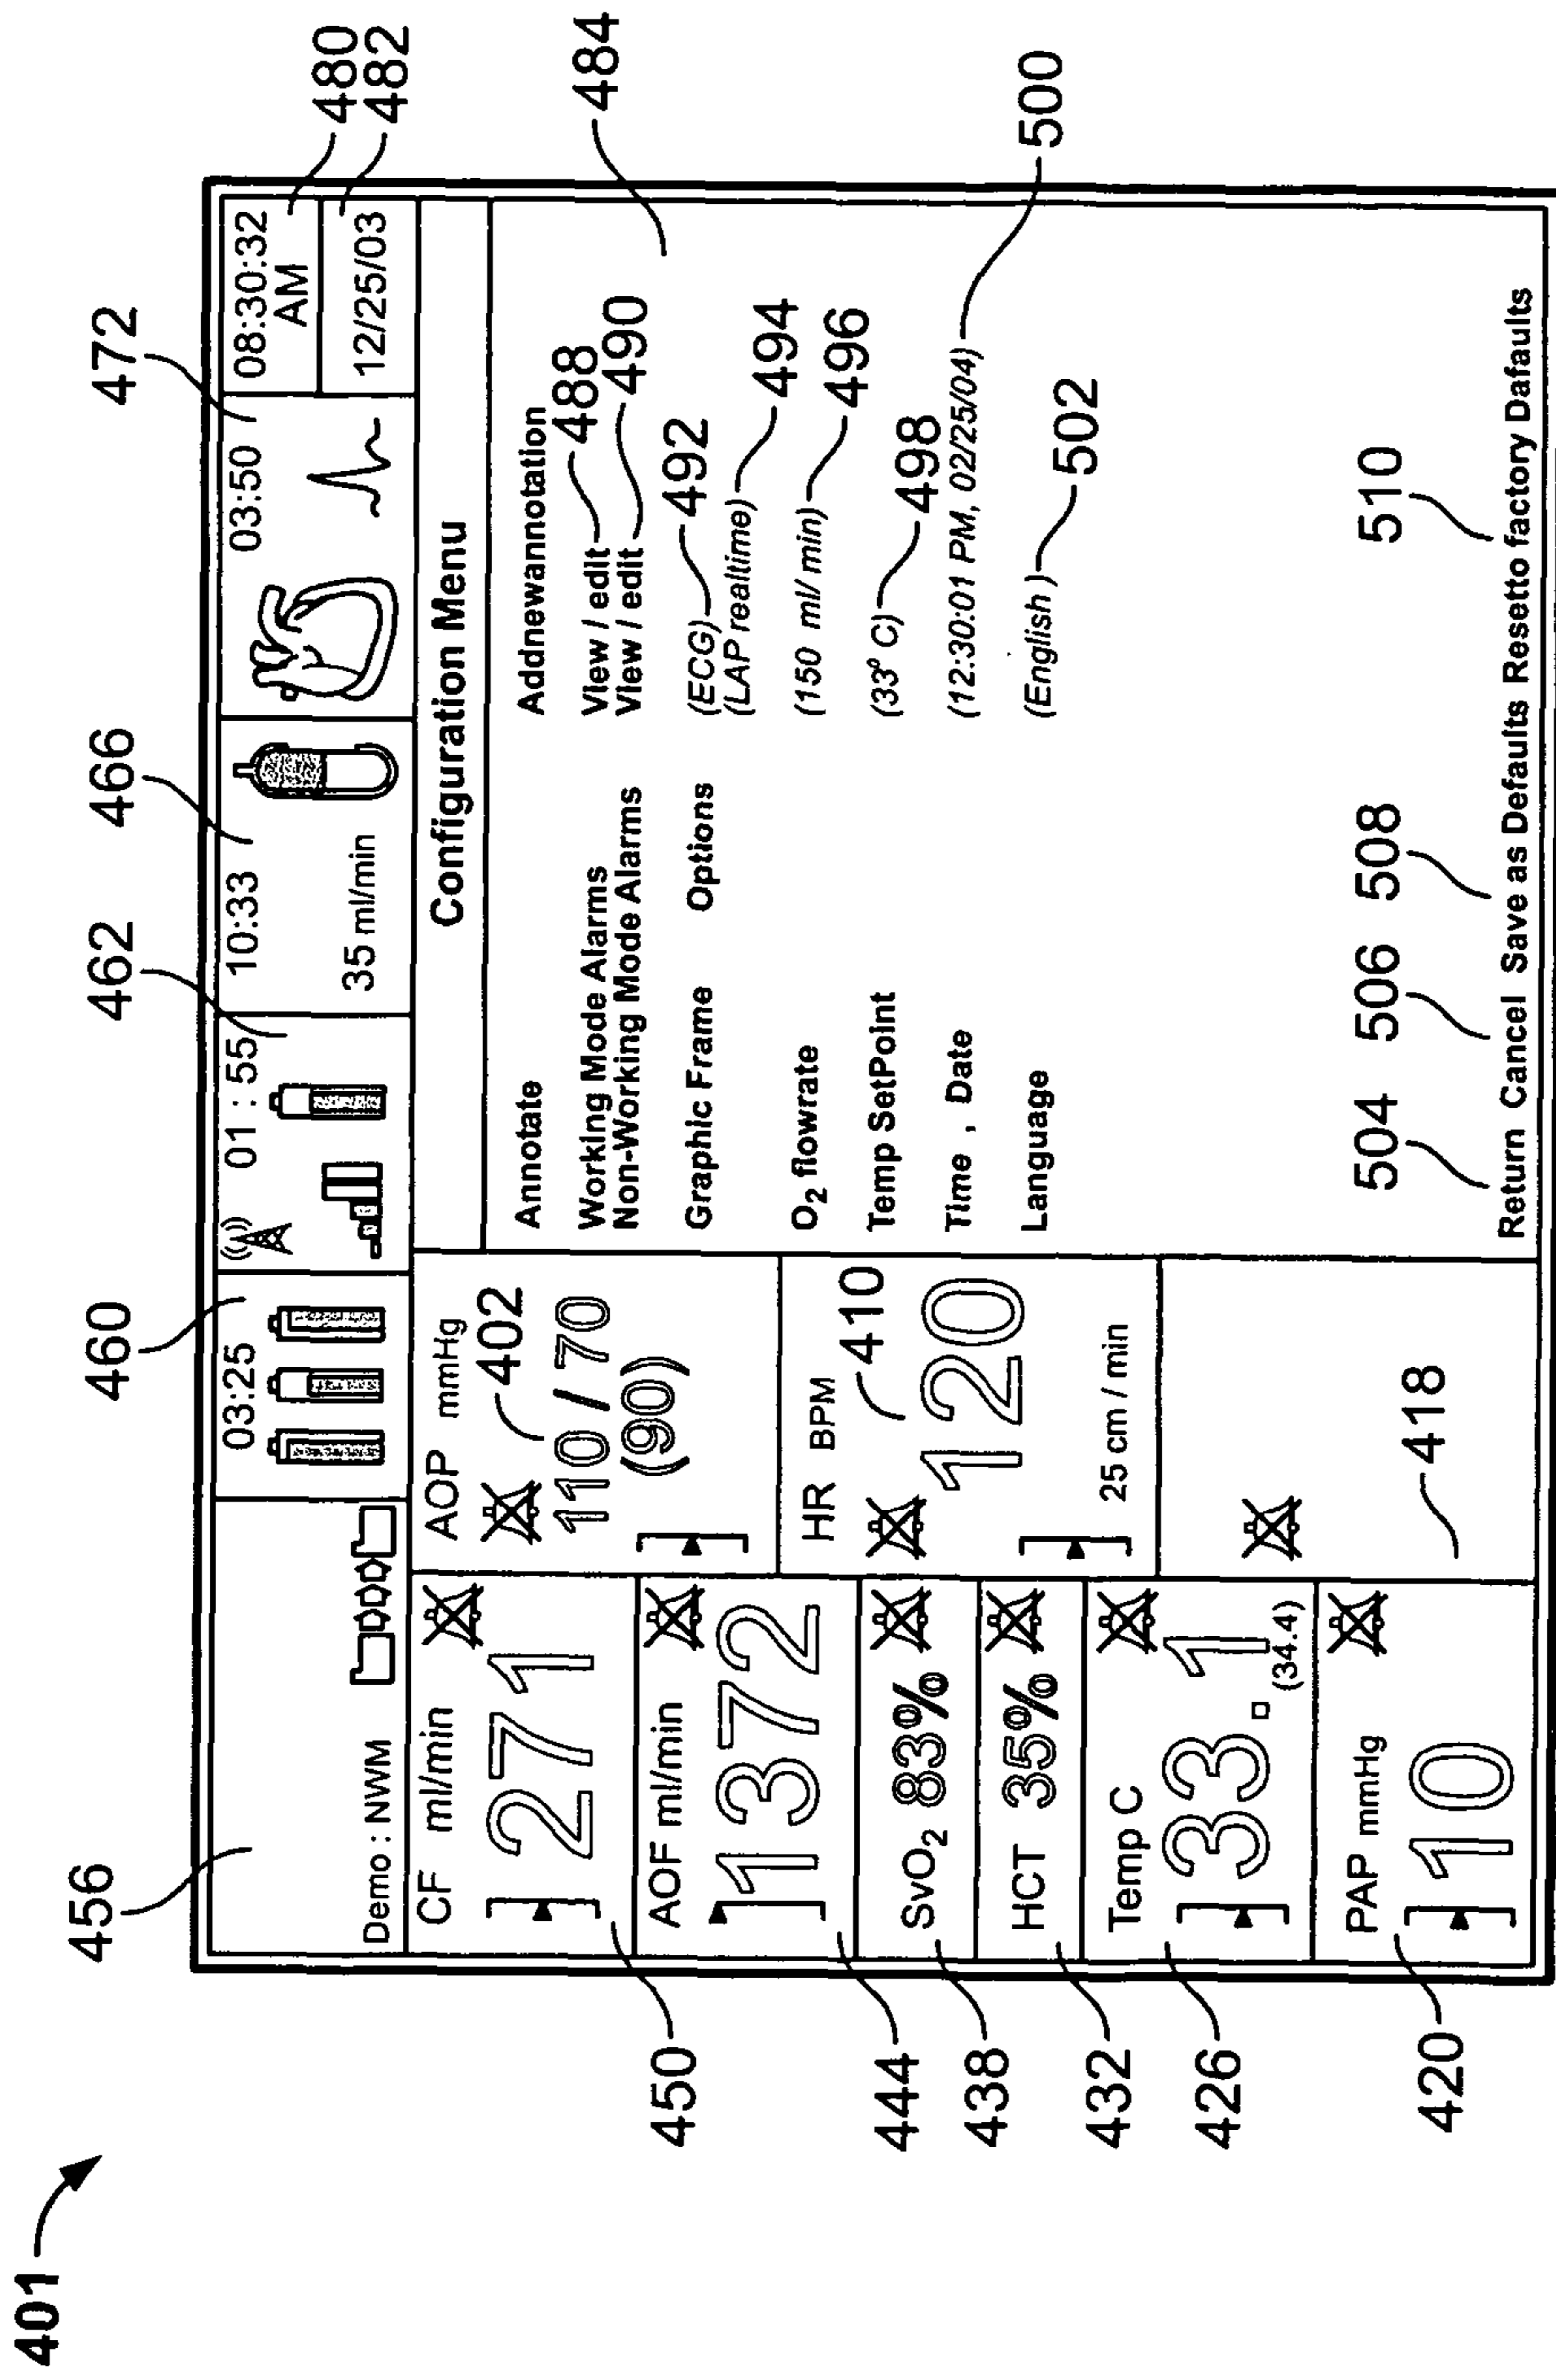 401
456
460
462
466
472
480
482
484
Demo : NWM
03:25
01 : 55
10:33
35 ml/min
03:50
08:30:32
AM
12/25/03
CF ml/min
271
450
AOF ml/min
1372
444
SvO2 83%
438
HCT 35%
432
Temp C
33.1
(34.4)
426
PAP mmHg
10
420
AOP mmHg
402
110 / 70
(90)
HR BPM
410
120
25 cm / min
418
Configuration Menu
Annotate Addnewannotation
Working Mode Alarms View / edit 488
Non-Working Mode Alarms View / edit 490
Graphic Frame Options (ECG) 492
(LAP realtime) 494
O2 flowrate (150 ml/ min) 496
Temp SetPoint (33° C) 498
Time , Date (12:30:01 PM, 02/25/04) 500
Language (English ) 502
504 506 508 510
Return Cancel Save as Defaults Resetto factory Dafaults